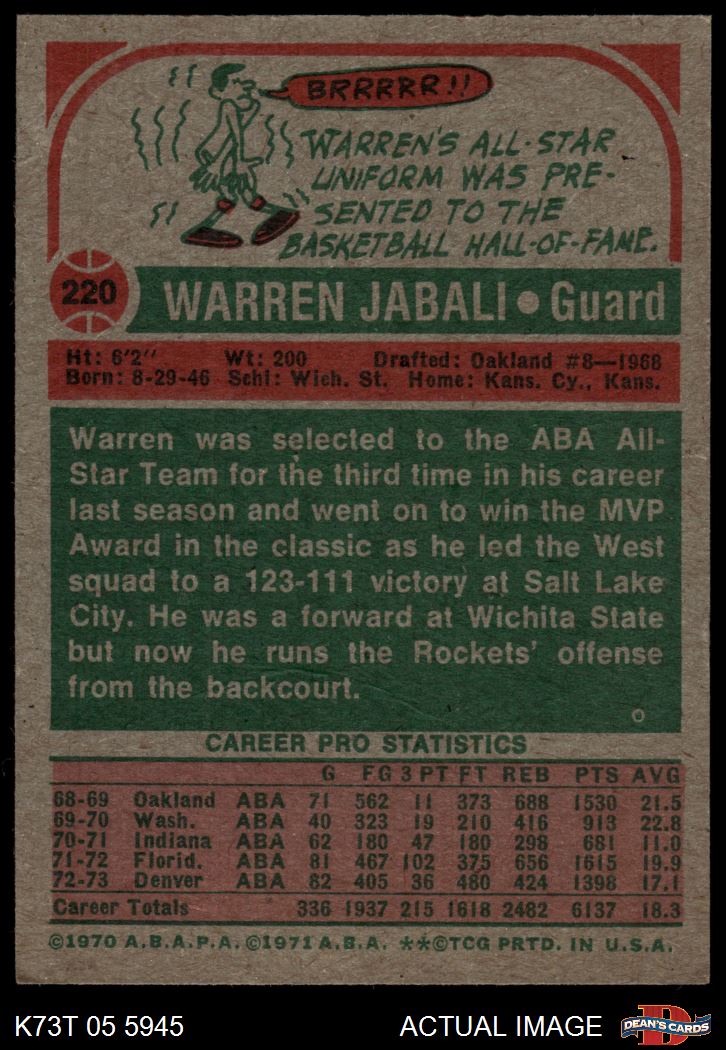 BRRRRR!!
WARREN'S ALL-STAR
UNIFORM WAS PRE-
SENTED TO THE
BASKETBALL HALL-OF-FAME.
220 WARREN JABALI • Guard
Ht: 6'2" Wt: 200 Drafted: Oakland #8—1968
Born: 8-29-46 Schl: Wich. St. Home: Kans. Cy., Kans.
Warren was selected to the ABA All-
Star Team for the third time in his career
last season and went on to win the MVP
Award in the classic as he led the West
squad to a 123-111 victory at Salt Lake
City. He was a forward at Wichita State
but now he runs the Rockets' offense
from the backcourt.
CAREER PRO STATISTICS
G FG 3 PT FT REB PTS AVG
68-69 Oakland ABA 71 562 11 373 688 1530 21.5
69-70 Wash. ABA 40 323 19 210 416 913 22.8
70-71 Indiana ABA 62 180 47 180 298 681 11.0
71-72 Florid. ABA 81 467 102 375 656 1615 19.9
72-73 Denver ABA 82 405 36 480 424 1398 17.1
Career Totals 336 1937 215 1618 2482 6137 18.3
©1970 A.B.A.P.A. ©1971 A.B.A. **©TCG PRTD. IN U.S.A.
K73T 05 5945 ACTUAL IMAGE DEAN'S CARDS